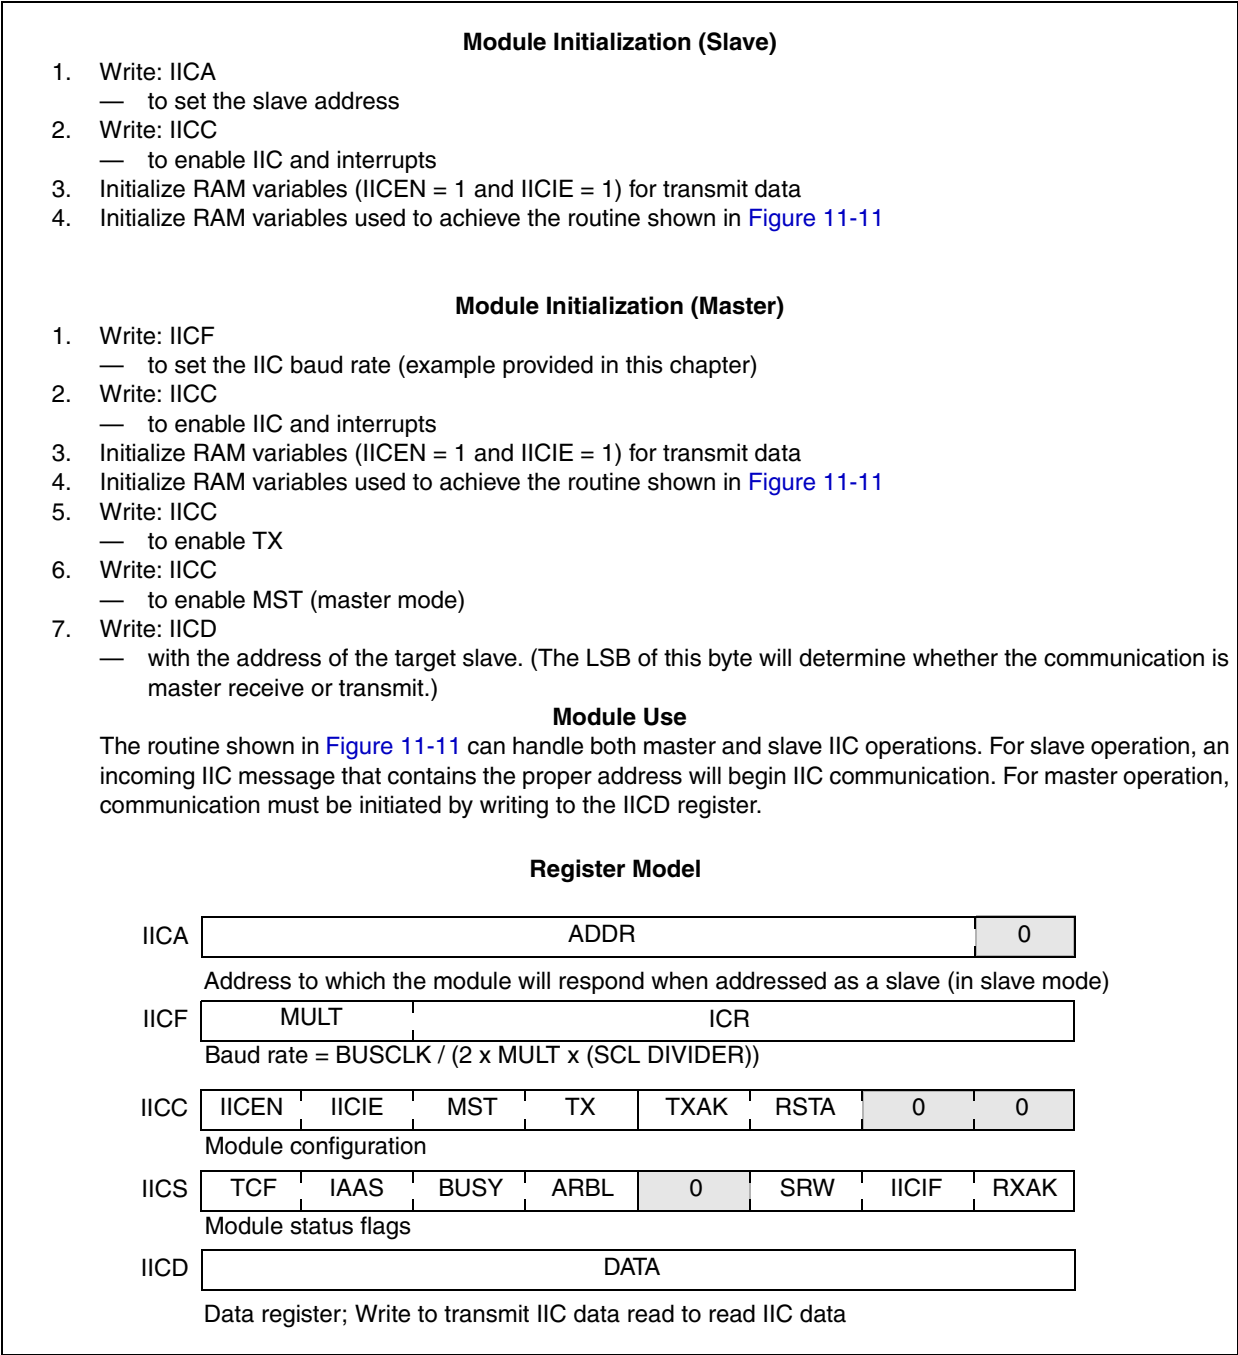 Module Initialization (Slave)
1. Write: IICA
— to set the slave address
2. Write: IICC
— to enable IIC and interrupts
3. Initialize RAM variables (IICEN = 1 and IICIE = 1) for transmit data
4. Initialize RAM variables used to achieve the routine shown in Figure 11-11
Module Initialization (Master)
1. Write: IICF
— to set the IIC baud rate (example provided in this chapter)
2. Write: IICC
— to enable IIC and interrupts
3. Initialize RAM variables (IICEN = 1 and IICIE = 1) for transmit data
4. Initialize RAM variables used to achieve the routine shown in Figure 11-11
5. Write: IICC
— to enable TX
6. Write: IICC
— to enable MST (master mode)
7. Write: IICD
— with the address of the target slave. (The LSB of this byte will determine whether the communication is
master receive or transmit.)
Module Use
The routine shown in Figure 11-11 can handle both master and slave IIC operations. For slave operation, an
incoming IIC message that contains the proper address will begin IIC communication. For master operation,
communication must be initiated by writing to the IICD register.
Register Model
IICA ADDR 0
Address to which the module will respond when addressed as a slave (in slave mode)
IICF MULT ICR
Baud rate = BUSCLK / (2 x MULT x (SCL DIVIDER))
IICC IICEN IICIE MST TX TXAK RSTA 0 0
Module configuration
IICS TCF IAAS BUSY ARBL 0 SRW IICIF RXAK
Module status flags
IICD DATA
Data register; Write to transmit IIC data read to read IIC data